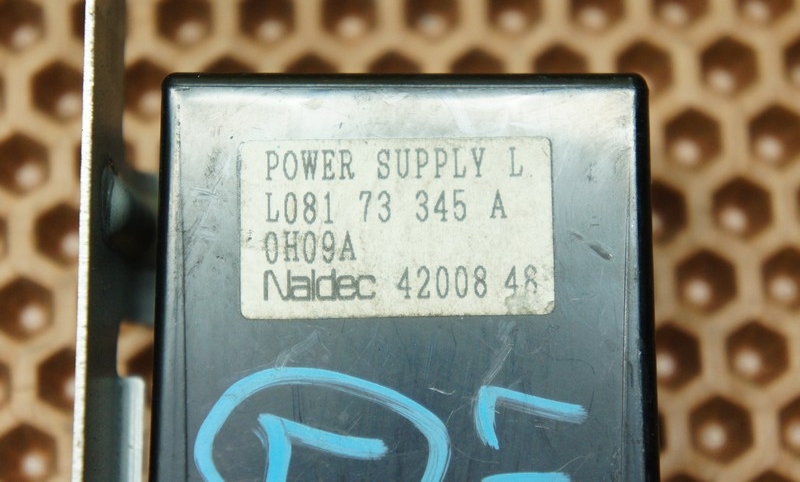 POWER SUPPLY L
L081 73 345 A
0H09A
Naldec 42008 48